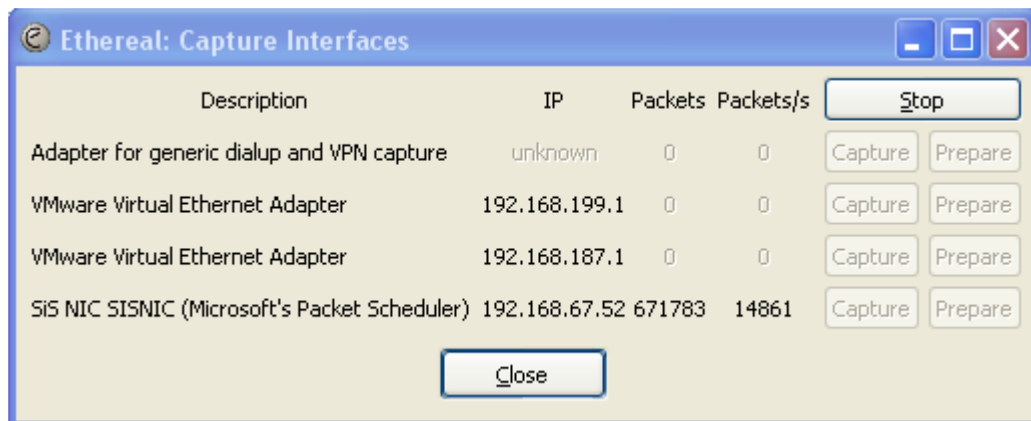 Ethereal: Capture Interfaces
Description IP Packets Packets/s Stop
Adapter for generic dialup and VPN capture unknown 0 0 Capture Prepare
VMware Virtual Ethernet Adapter 192.168.199.1 0 0 Capture Prepare
VMware Virtual Ethernet Adapter 192.168.187.1 0 0 Capture Prepare
SiS NIC SISNIC (Microsoft's Packet Scheduler) 192.168.67.52 671783 14861 Capture Prepare
Close